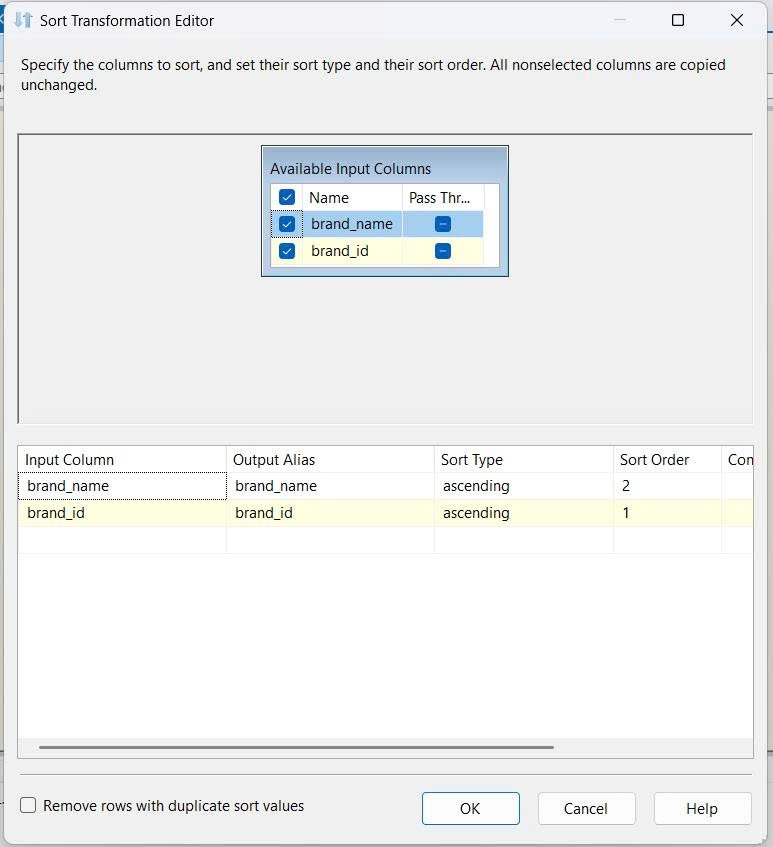 Sort Transformation Editor
Specify the columns to sort, and set their sort type and their sort order. All nonselected columns are copied
unchanged.
Available Input Columns
Name Pass Thr...
brand_name
brand_id
Input Column Output Alias Sort Type Sort Order Con
brand_name brand_name ascending 2
brand_id brand_id ascending 1
Remove rows with duplicate sort values OK Cancel Help